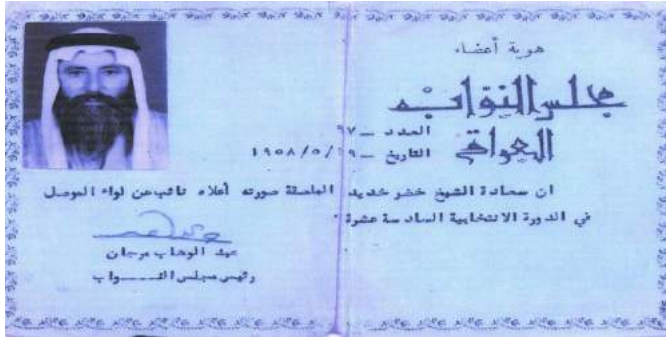 هوية أعضاء
مجلس النواب
العراقي
العدد – ٦٧
التاريخ – ١٩٥٨/٥/١٩
ان سعادة الشيخ خضر خديد الملصقة صورته أعلاه نائب عن لواء الموصل
في الدورة الانتخابية السادسة عشرة .
عبد الوهاب مرجان
رئيس مجلس النواب